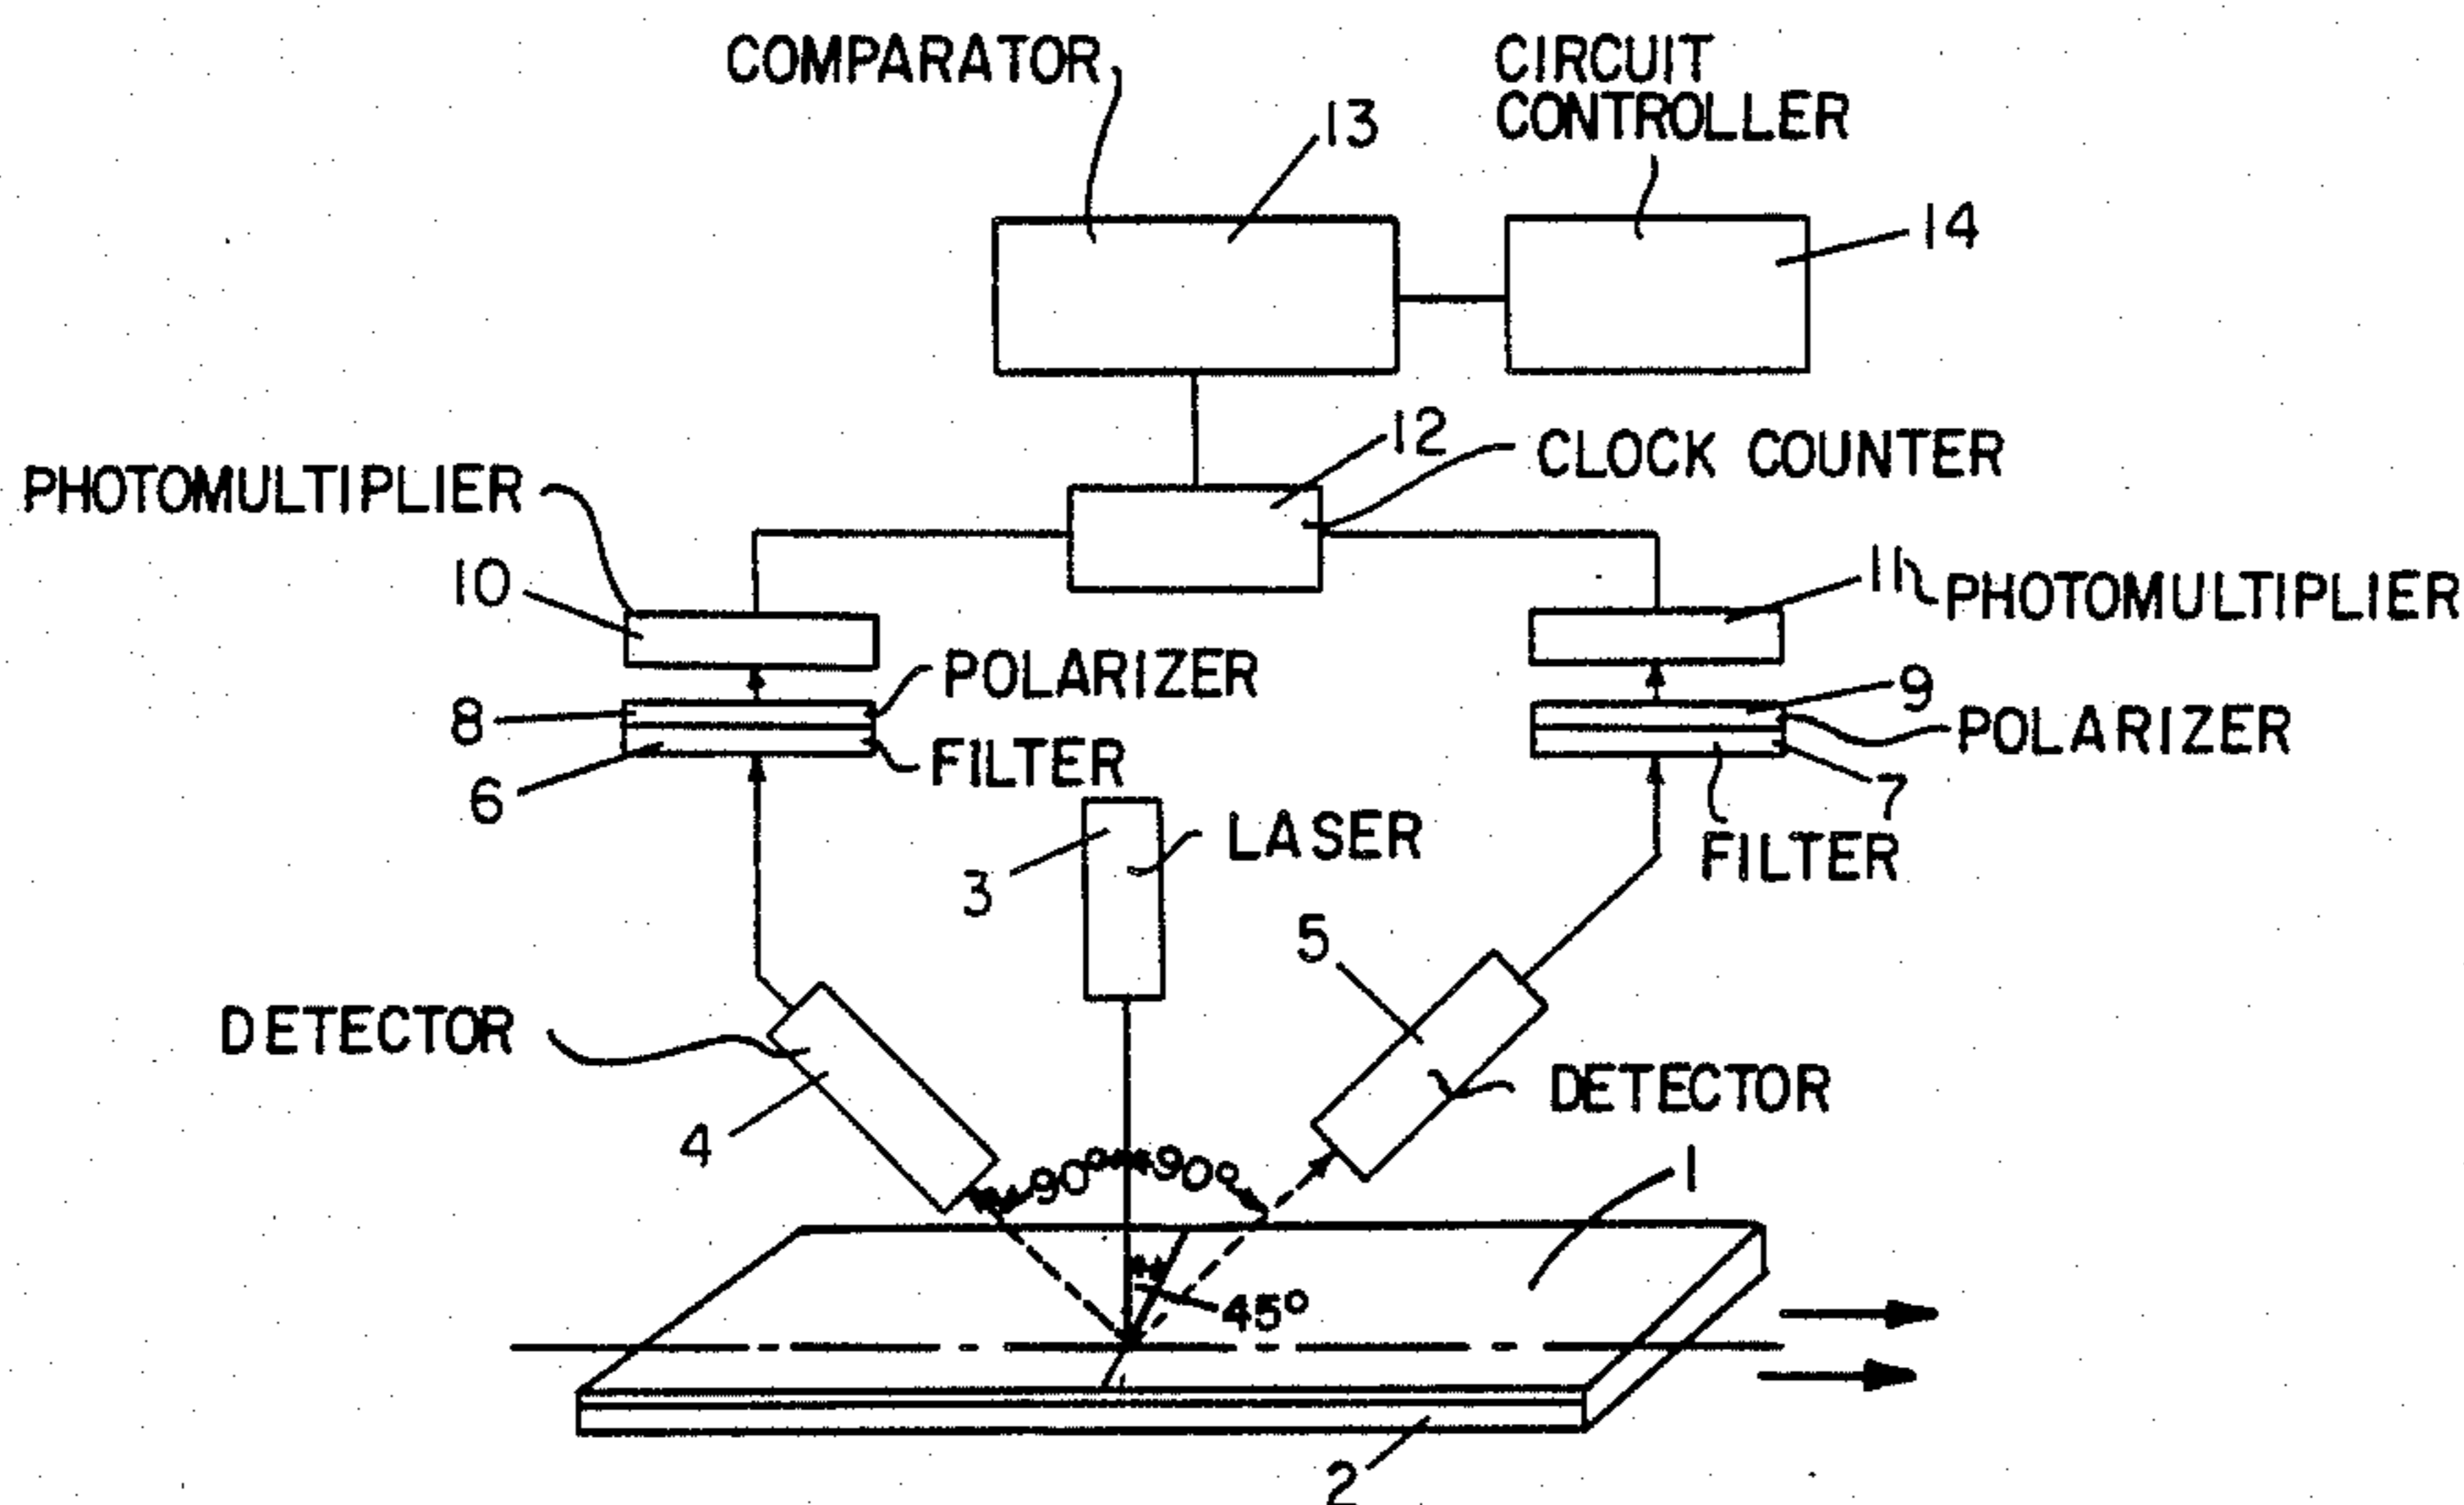 COMPARATOR
CIRCUIT
CONTROLLER
13
14
12
CLOCK COUNTER
PHOTOMULTIPLIER
10
11
PHOTOMULTIPLIER
POLARIZER
9
8
POLARIZER
FILTER
6
7
LASER
FILTER
3
5
DETECTOR
DETECTOR
4
90°
90°
1
45°
2